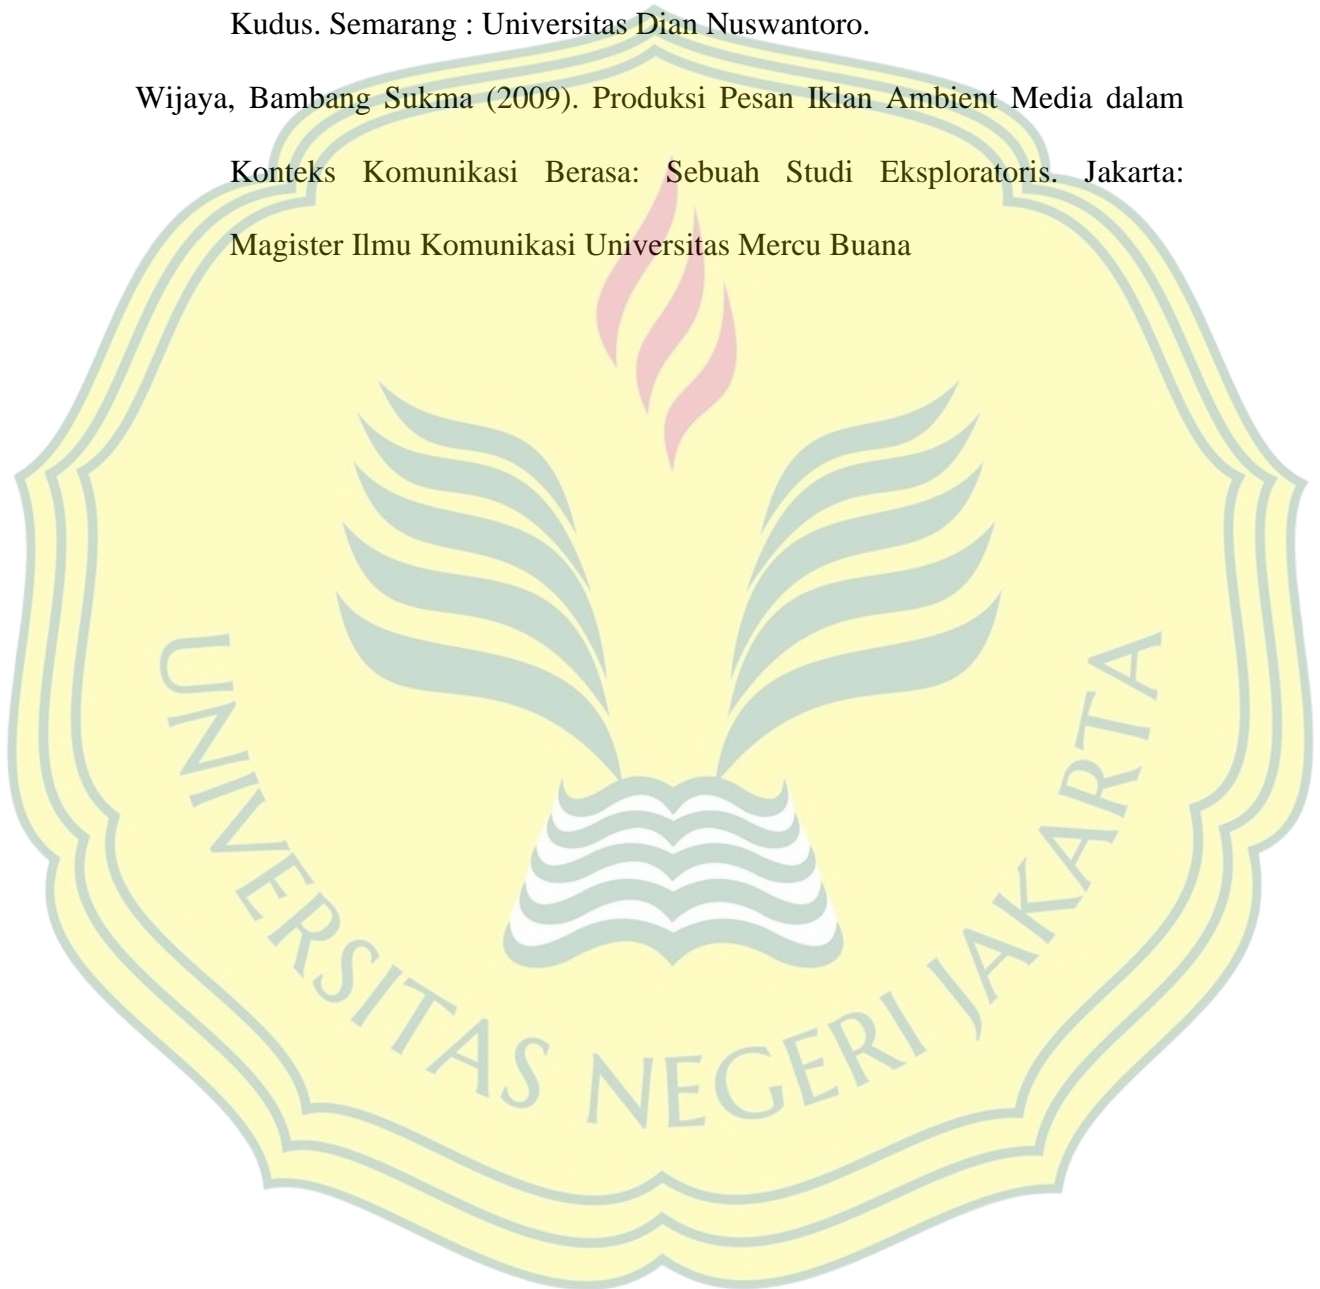 Kudus. Semarang : Universitas Dian Nuswantoro.
Wijaya, Bambang Sukma (2009). Produksi Pesan Iklan Ambient Media dalam
Konteks Komunikasi Berasa: Sebuah Studi Eksploratoris. Jakarta:
Magister Ilmu Komunikasi Universitas Mercu Buana
UNIVERSITAS NEGERI JAKARTA